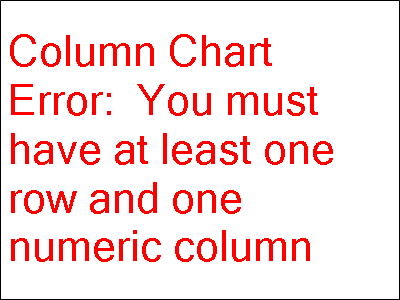 Column Chart
Error:  You must
have at least one
row and one
numeric column